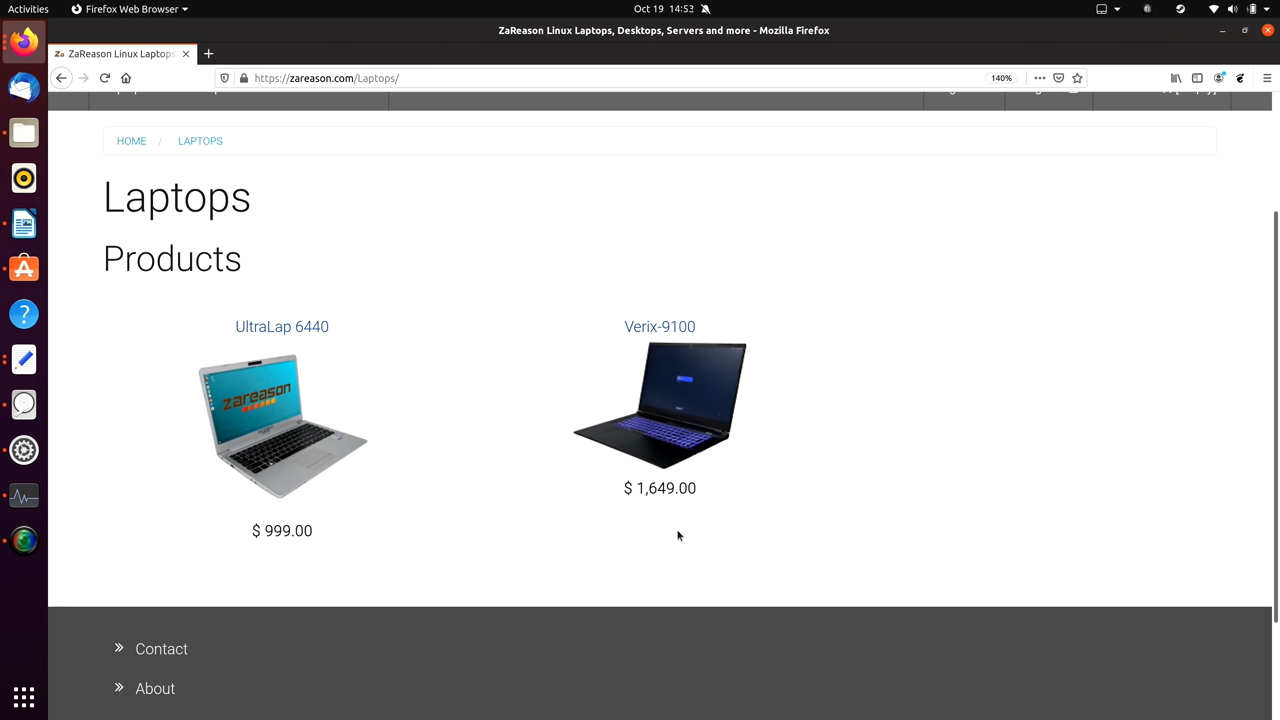 Activities
Firefox Web Browser
Oct 19 14:53
ZaReason Linux Laptops, Desktops, Servers and more - Mozilla Firefox
Za ZaReason Linux Laptops
https://zareason.com/Laptops/
140%
HOME / LAPTOPS
Laptops
Products
UltraLap 6440
Verix-9100
zareason
$ 1,649.00
$ 999.00
Contact
About